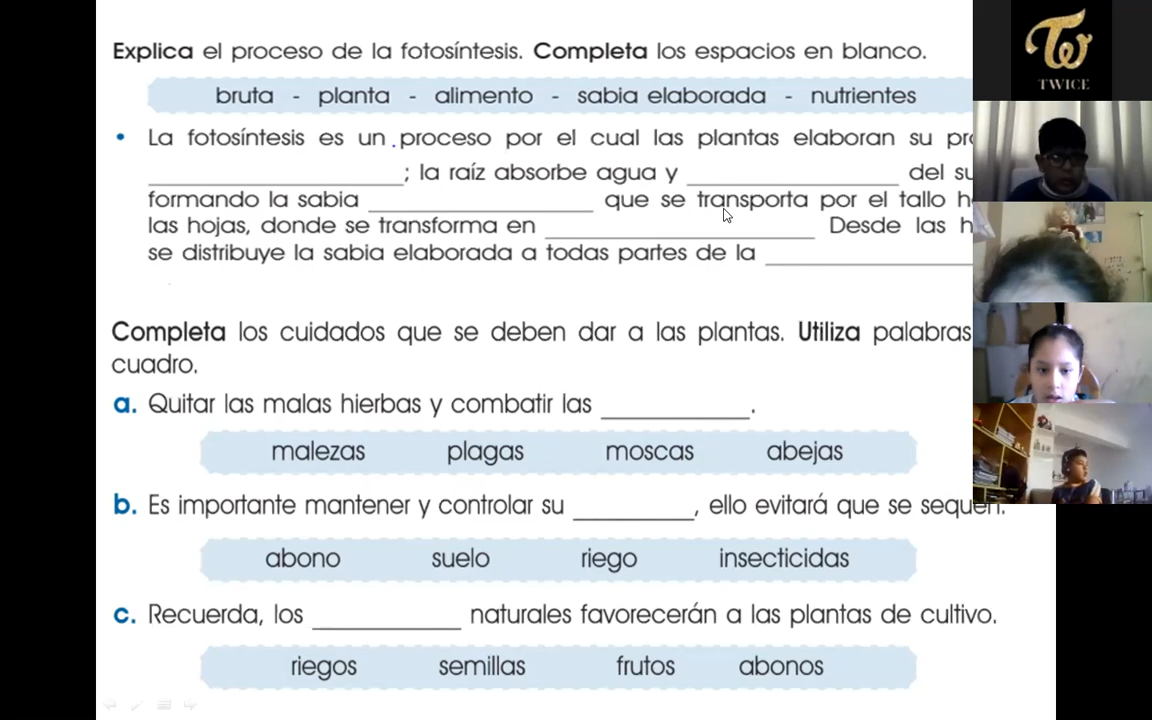 Explica el proceso de la fotosíntesis. Completa los espacios en blanco.
bruta - planta - alimento - sabia elaborada - nutrientes
• La fotosíntesis es un proceso por el cual las plantas elaboran su
; la raíz absorbe agua y del
formando la sabia que se transporta por el tallo
las hojas, donde se transforma en Desde las
se distribuye la sabia elaborada a todas partes de la
Completa los cuidados que se deben dar a las plantas. Utiliza palabras
cuadro.
a. Quitar las malas hierbas y combatir las .
malezas plagas moscas abejas
b. Es importante mantener y controlar su , ello evitará que se sequen.
abono suelo riego insecticidas
c. Recuerda, los naturales favorecerán a las plantas de cultivo.
riegos semillas frutos abonos
TWICE